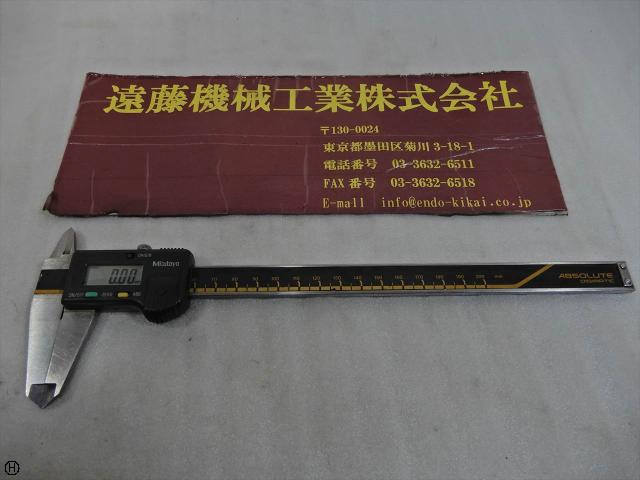 遠藤機械工業株式会社
〒130-0024
東京都墨田区菊川 3-18-1
電話番号 03-3632-6511
FAX 番号 03-3632-6518
E-mail info@endo-kikai.co.jp
Mitutoyo
0.00
ABSOLUTE
DIGIMATIC
H